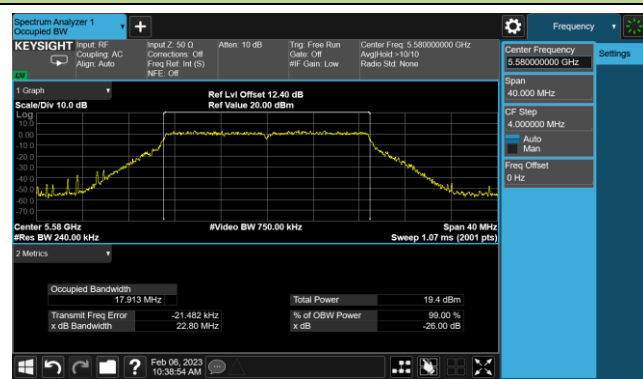 Spectrum Analyzer 1
Occupied BW
Frequency
KEYSIGHT
Input: RF
Coupling: AC
Align: Auto
Input Z: 50 Ω
Corrections: Off
Freq Ref: Int (S)
NFE: Off
Atten: 10 dB
Trig: Free Run
Gate: Off
#IF Gain: Low
Center Freq: 5.580000000 GHz
Avg|Hold:>10/10
Radio Std: None
Center Frequency
5.580000000 GHz
Settings
Span
40.000 MHz
CF Step
4.000000 MHz
Auto
Man
Freq Offset
0 Hz
1 Graph
Scale/Div 10.0 dB
Ref Lvl Offset 12.40 dB
Ref Value 20.00 dBm
Log
10.0
0.00
-10.0
-20.0
-30.0
-40.0
-50.0
-60.0
-70.0
Center 5.58 GHz
#Res BW 240.00 kHz
#Video BW 750.00 kHz
Span 40 MHz
Sweep 1.07 ms (2001 pts)
2 Metrics
Occupied Bandwidth
17.913 MHz
Total Power 19.4 dBm
Transmit Freq Error -21.482 kHz
% of OBW Power 99.00 %
x dB Bandwidth 22.80 MHz
x dB -26.00 dB
Feb 06, 2023
10:38:54 AM